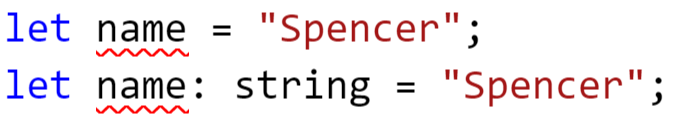 let name = "Spencer";
let name: string = "Spencer";